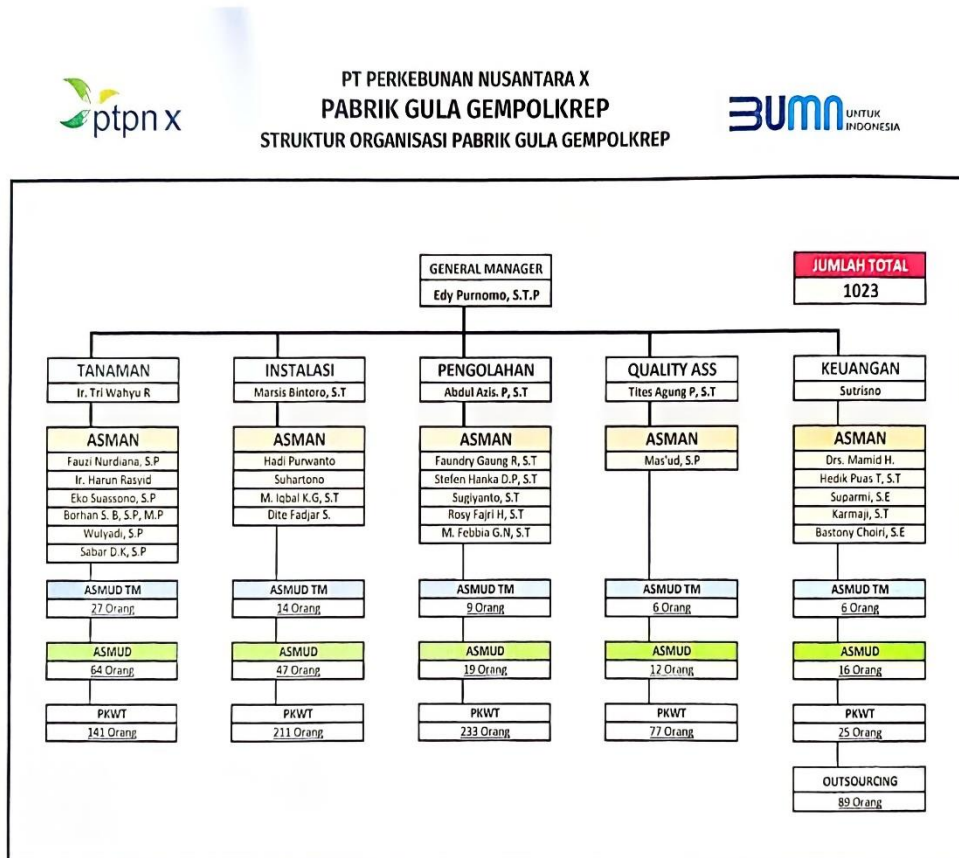 ptpn x
PT PERKEBUNAN NUSANTARA X
PABRIK GULA GEMPOLKREP
STRUKTUR ORGANISASI PABRIK GULA GEMPOLKREP
BUMN UNTUK
INDONESIA
GENERAL MANAGER
Edy Purnomo, S.T.P
JUMLAH TOTAL
1023
TANAMAN
Ir. Tri Wahyu R
ASMAN
Fauzi Nurdiana, S.P
Ir. Harun Rasyid
Eko Suassono, S.P
Borhan S. B, S.P, M.P
Wulyadi, S.P
Sabar D.K, S.P
ASMUD TM
27 Orang
ASMUD
64 Orang
PKWT
141 Orang
INSTALASI
Marsis Bintoro, S.T
ASMAN
Hadi Purwanto
Suhartono
M. Iqbal K.G, S.T
Dite Fadjar S.
ASMUD TM
14 Orang
ASMUD
47 Orang
PKWT
211 Orang
PENGOLAHAN
Abdul Azis. P, S.T
ASMAN
Faundry Gaung R, S.T
Stefen Hanka D.P, S.T
Sugiyanto, S.T
Rosy Fajri H, S.T
M. Febbia G.N, S.T
ASMUD TM
9 Orang
ASMUD
19 Orang
PKWT
233 Orang
QUALITY ASS
Tites Agung P, S.T
ASMAN
Mas'ud, S.P
ASMUD TM
6 Orang
ASMUD
12 Orang
PKWT
77 Orang
KEUANGAN
Sutrisno
ASMAN
Drs. Mamid H.
Hedik Puas T, S.T
Suparmi, S.E
Karmaji, S.T
Bastony Choiri, S.E
ASMUD TM
6 Orang
ASMUD
16 Orang
PKWT
25 Orang
OUTSOURCING
89 Orang